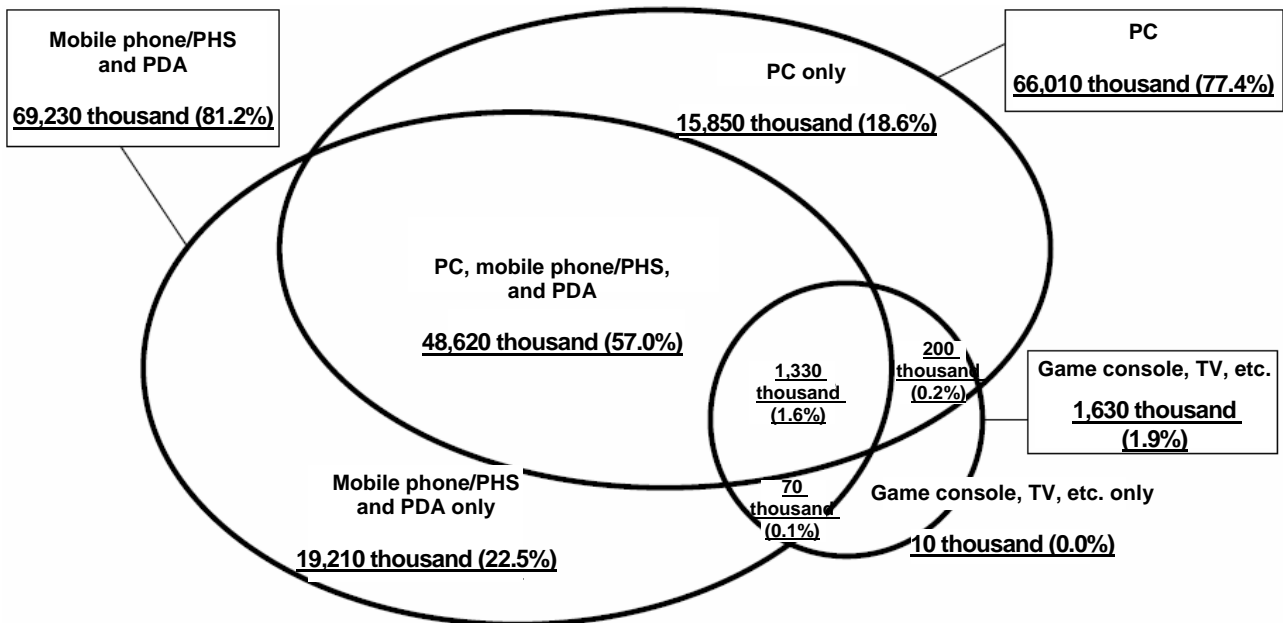 Mobile phone/PHS
and PDA
69,230 thousand (81.2%)
PC
66,010 thousand (77.4%)
PC only
15,850 thousand (18.6%)
PC, mobile phone/PHS,
and PDA
48,620 thousand (57.0%)
1,330
thousand
(1.6%)
200
thousand
(0.2%)
Game console, TV, etc.
1,630 thousand
(1.9%)
Mobile phone/PHS
and PDA only
19,210 thousand (22.5%)
70
thousand
(0.1%)
Game console, TV, etc. only
10 thousand (0.0%)